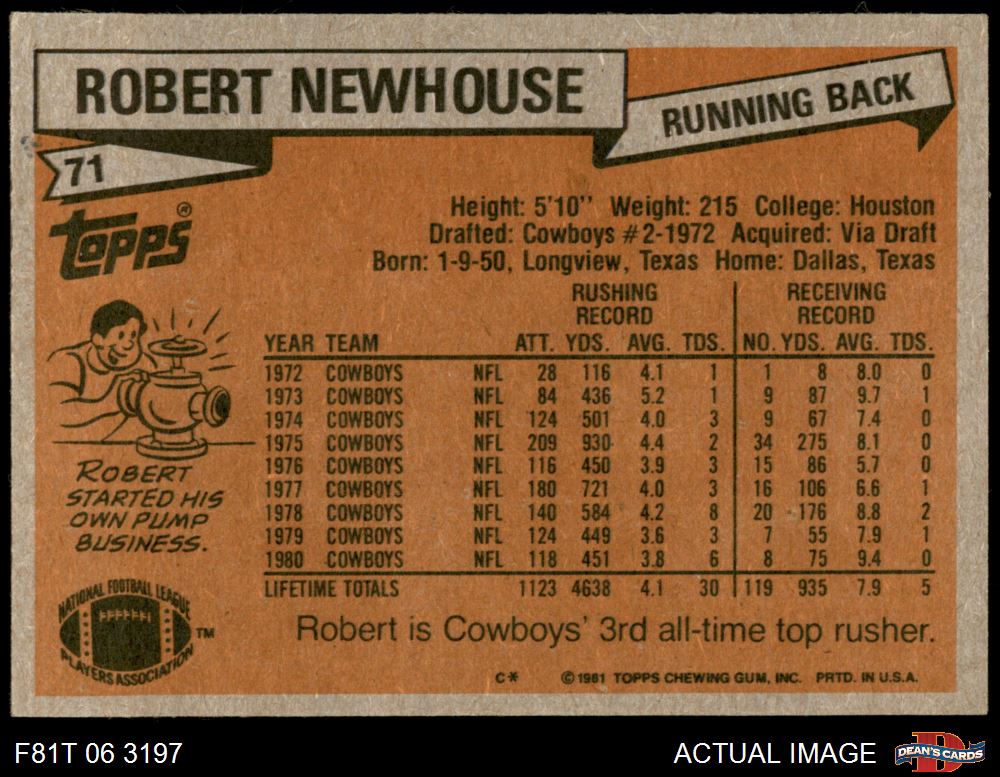 ROBERT NEWHOUSE
RUNNING BACK
71
TOPPS®
Height: 5'10'' Weight: 215 College: Houston
Drafted: Cowboys #2-1972 Acquired: Via Draft
Born: 1-9-50, Longview, Texas Home: Dallas, Texas
RUSHING RECORD RECEIVING RECORD
YEAR TEAM ATT. YDS. AVG. TDS. NO. YDS. AVG. TDS.
1972 COWBOYS NFL 28 116 4.1 1 1 8 8.0 0
1973 COWBOYS NFL 84 436 5.2 1 9 87 9.7 1
1974 COWBOYS NFL 124 501 4.0 3 9 67 7.4 0
1975 COWBOYS NFL 209 930 4.4 2 34 275 8.1 0
1976 COWBOYS NFL 116 450 3.9 3 15 86 5.7 0
1977 COWBOYS NFL 180 721 4.0 3 16 106 6.6 1
1978 COWBOYS NFL 140 584 4.2 8 20 176 8.8 2
1979 COWBOYS NFL 124 449 3.6 3 7 55 7.9 1
1980 COWBOYS NFL 118 451 3.8 6 8 75 9.4 0
LIFETIME TOTALS 1123 4638 4.1 30 119 935 7.9 5
ROBERT
STARTED HIS
OWN PUMP
BUSINESS.
NATIONAL FOOTBALL LEAGUE
PLAYERS ASSOCIATION
TM
Robert is Cowboys' 3rd all-time top rusher.
C* ©1981 TOPPS CHEWING GUM, INC. PRTD. IN U.S.A.
F81T 06 3197
ACTUAL IMAGE
D
DEAN'S CARDS